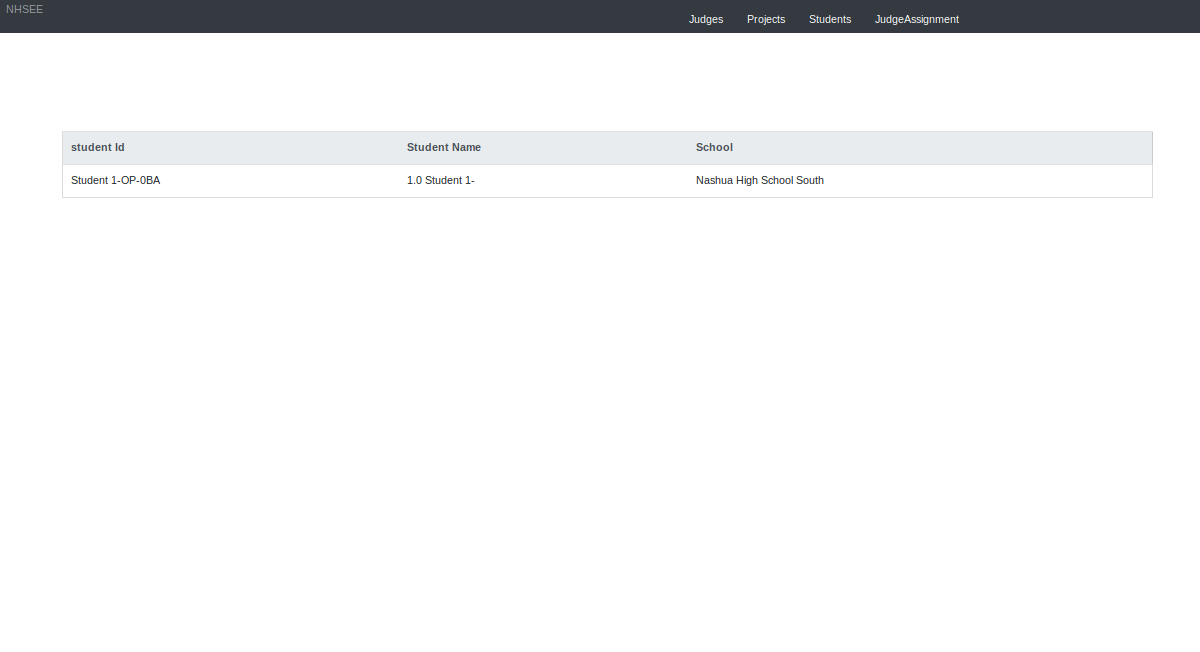 NHSEE
Judges Projects Students JudgeAssignment
student Id Student Name School
Student 1-OP-0BA 1.0 Student 1- Nashua High School South